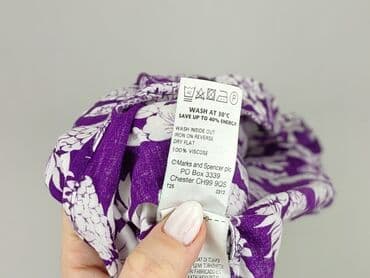 WASH AT 30°C
SAVE UP TO 40% ENERGY
WASH INSIDE OUT
IRON ON REVERSE
DRY FLAT
100% VISCOSE
©Marks and Spencer plc
PO Box 3339
Chester CH99 9QS
T25